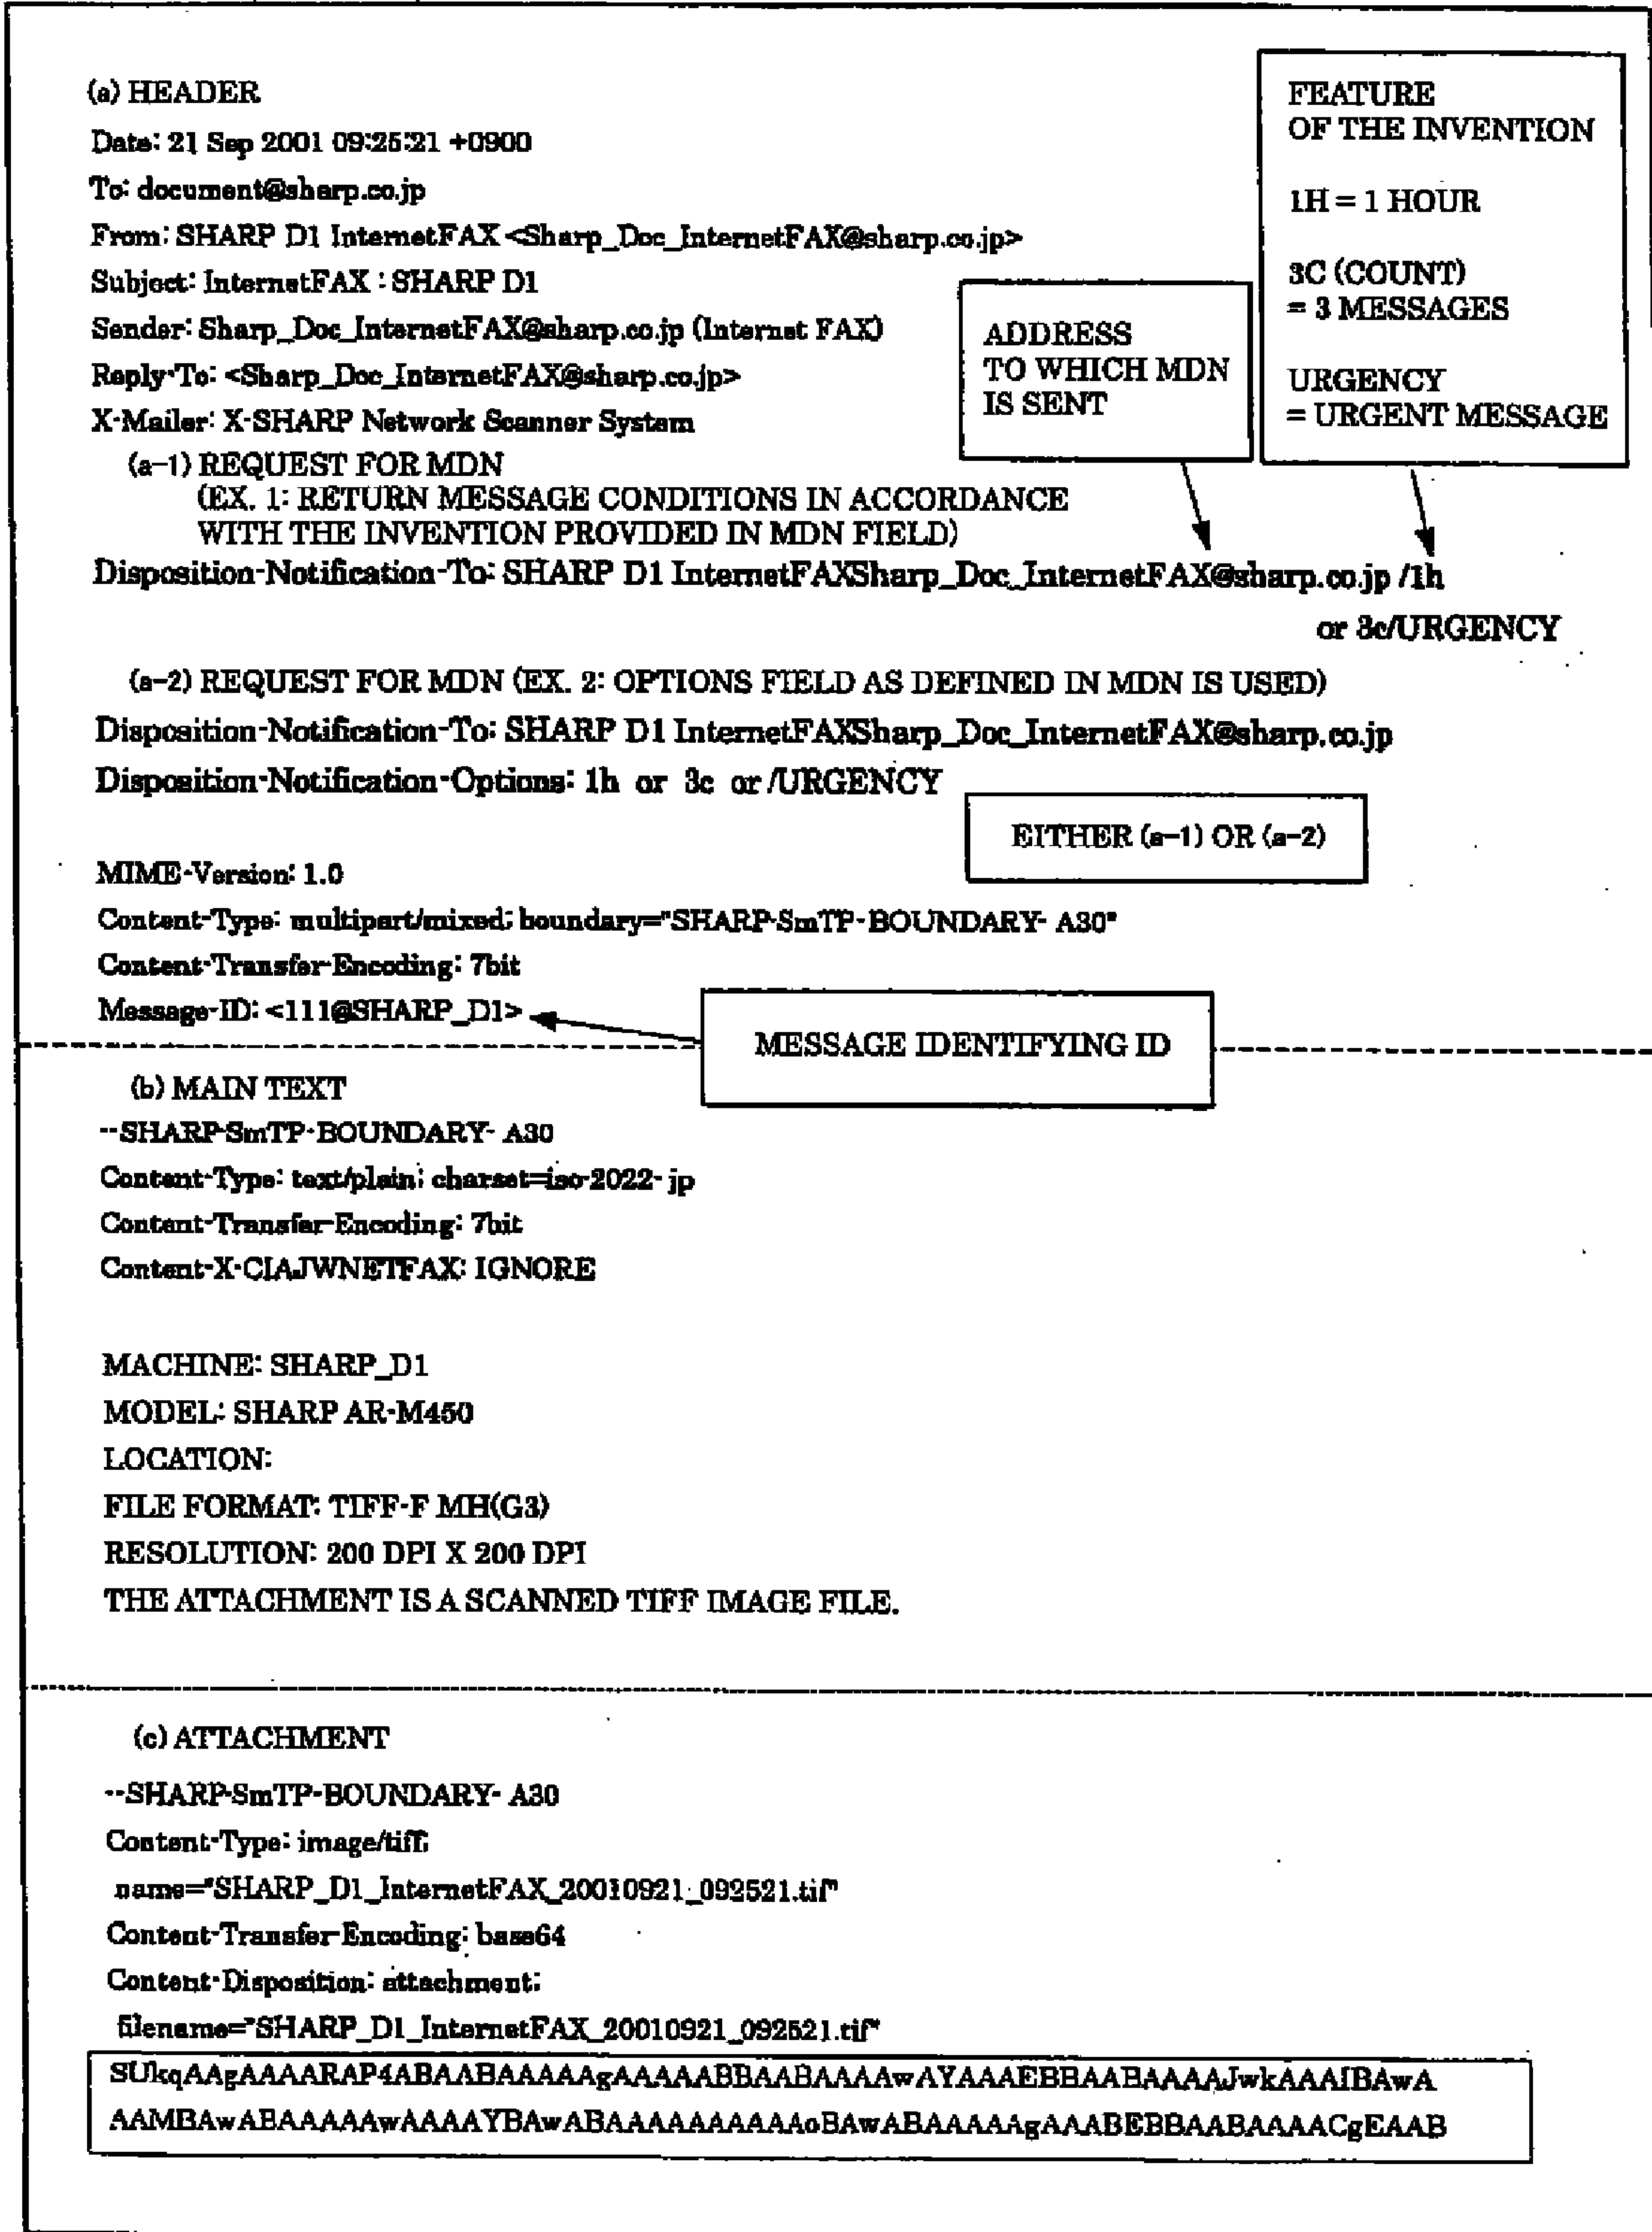 (a) HEADER
Date: 21 Sep 2001 09:25:21 +0900
To: document@sharp.co.jp
From: SHARP D1 InternetFAX <Sharp_Doc_InternetFAX@sharp.co.jp>
Subject: InternetFAX : SHARP D1
Sender: Sharp_Doc_InternetFAX@sharp.co.jp (Internet FAX)
Reply-To: <Sharp_Doc_InternetFAX@sharp.co.jp>
X-Mailer: X-SHARP Network Scanner System
FEATURE
OF THE INVENTION
1H = 1 HOUR
3C (COUNT)
= 3 MESSAGES
URGENCY
= URGENT MESSAGE
ADDRESS
TO WHICH MDN
IS SENT
(a-1) REQUEST FOR MDN
(EX. 1: RETURN MESSAGE CONDITIONS IN ACCORDANCE
WITH THE INVENTION PROVIDED IN MDN FIELD)
Disposition-Notification-To: SHARP D1 InternetFAXSharp_Doc_InternetFAX@sharp.co.jp /1h
or 3c/URGENCY
(a-2) REQUEST FOR MDN (EX. 2: OPTIONS FIELD AS DEFINED IN MDN IS USED)
Disposition-Notification-To: SHARP D1 InternetFAXSharp_Doc_InternetFAX@sharp.co.jp
Disposition-Notification-Options: 1h or 3c or /URGENCY
EITHER (a-1) OR (a-2)
MIME-Version: 1.0
Content-Type: multipart/mixed; boundary="SHARP-SmTP-BOUNDARY- A30"
Content-Transfer-Encoding: 7bit
Message-ID: <111@SHARP_D1>
MESSAGE IDENTIFYING ID
(b) MAIN TEXT
--SHARP-SmTP-BOUNDARY- A30
Content-Type: text/plain; charset=iso-2022-jp
Content-Transfer-Encoding: 7bit
Content-X-CIAJWNETFAX: IGNORE
MACHINE: SHARP_D1
MODEL: SHARP AR-M450
LOCATION:
FILE FORMAT: TIFF-F MH(G3)
RESOLUTION: 200 DPI X 200 DPI
THE ATTACHMENT IS A SCANNED TIFF IMAGE FILE.
(c) ATTACHMENT
--SHARP-SmTP-BOUNDARY- A30
Content-Type: image/tiff;
name="SHARP_D1_InternetFAX_20010921_092521.tif"
Content-Transfer-Encoding: base64
Content-Disposition: attachment;
filename="SHARP_D1_InternetFAX_20010921_092521.tif"
SUkqAAgAAAARAP4ABAABAAAAAgAAAAABBAABAAAAwAYAAAEBBAABAAAAJwkAAAIBAwA
AAMBAwABAAAAAwAAAAYBAwABAAAAAAAAAAoBAwABAAAAAgAAABEBBAABAAAACgEAAB